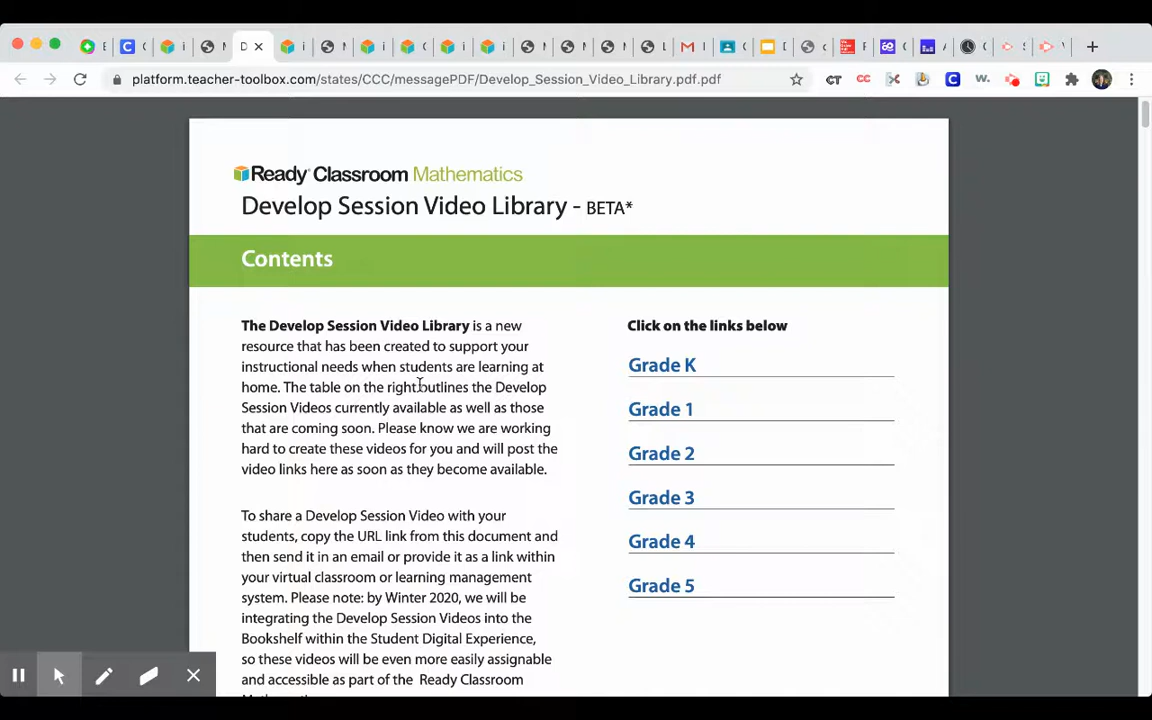 D
platform.teacher-toolbox.com/states/CCC/messagePDF/Develop_Session_Video_Library.pdf.pdf
Ready Classroom Mathematics
Develop Session Video Library - BETA*
Contents
The Develop Session Video Library is a new
resource that has been created to support your
instructional needs when students are learning at
home. The table on the right outlines the Develop
Session Videos currently available as well as those
that are coming soon. Please know we are working
hard to create these videos for you and will post the
video links here as soon as they become available.
To share a Develop Session Video with your
students, copy the URL link from this document and
then send it in an email or provide it as a link within
your virtual classroom or learning management
system. Please note: by Winter 2020, we will be
integrating the Develop Session Videos into the
Bookshelf within the Student Digital Experience,
so these videos will be even more easily assignable
and accessible as part of the Ready Classroom
Click on the links below
Grade K
Grade 1
Grade 2
Grade 3
Grade 4
Grade 5